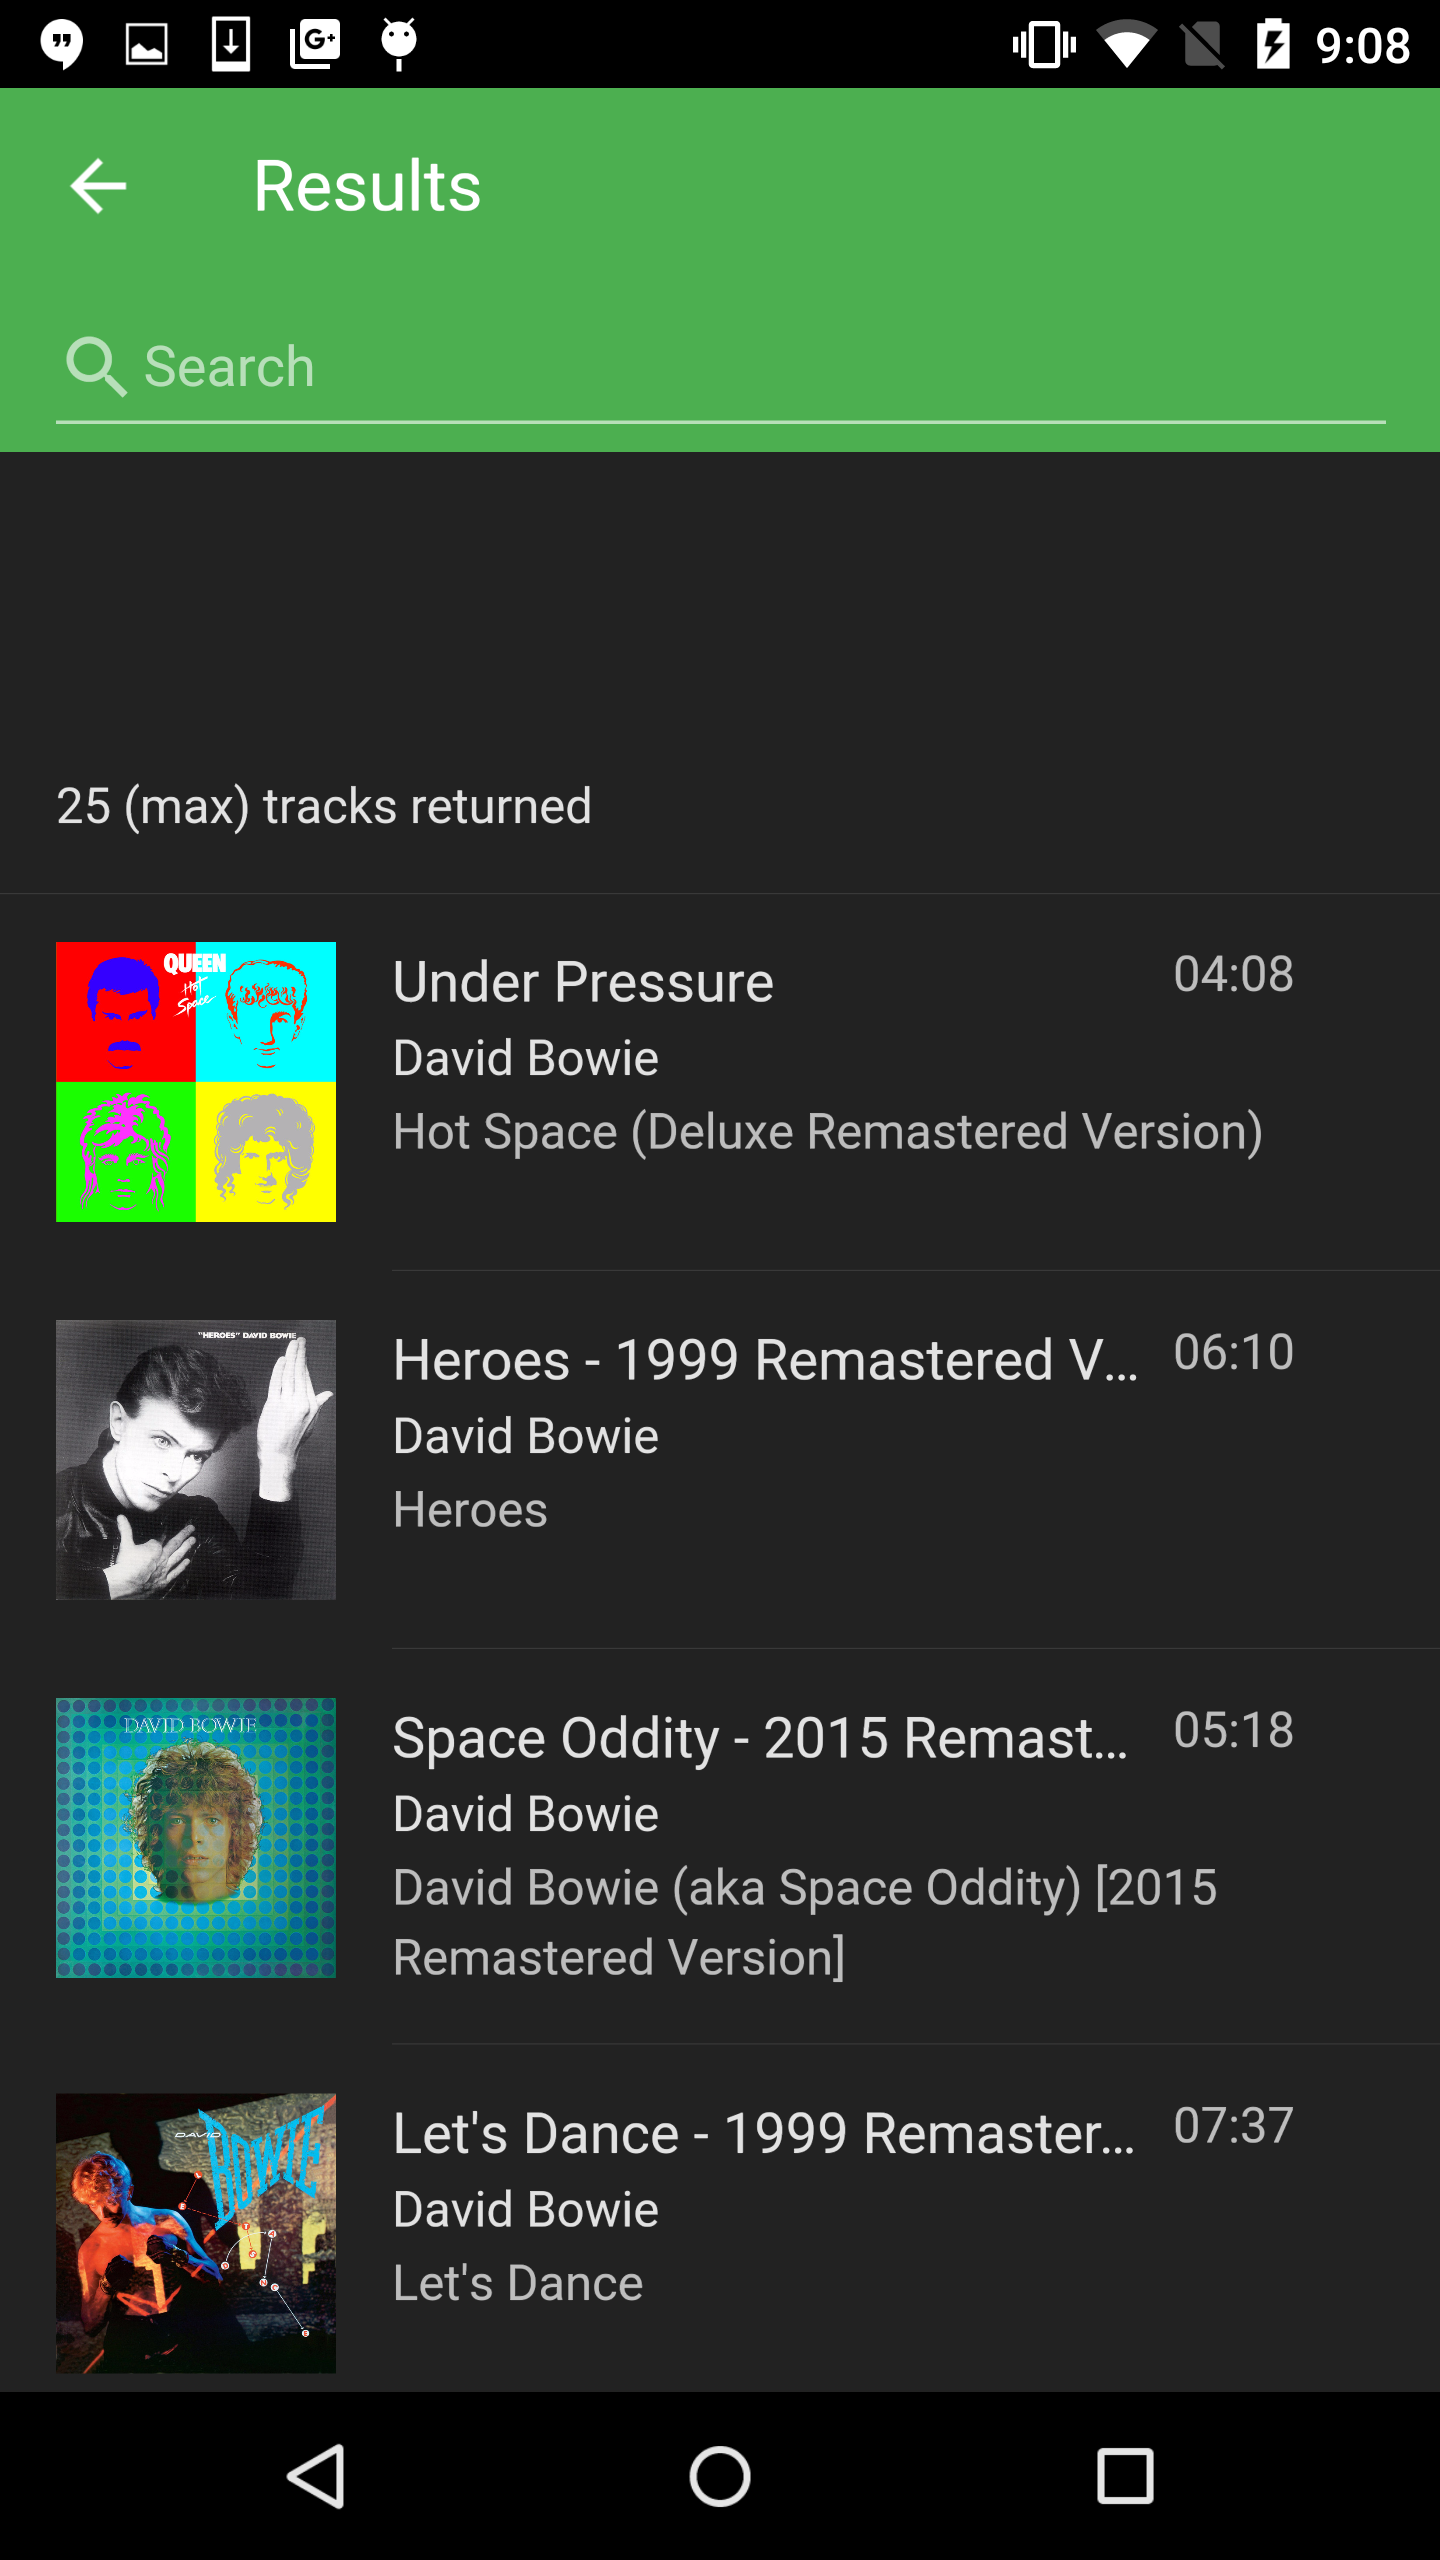 9:08
Results
Search
25 (max) tracks returned
QUEEN
Hot
Space
Under Pressure
04:08
David Bowie
Hot Space (Deluxe Remastered Version)
"HEROES" DAVID BOWIE
Heroes - 1999 Remastered V...
06:10
David Bowie
Heroes
DAVID BOWIE
Space Oddity - 2015 Remast...
05:18
David Bowie
David Bowie (aka Space Oddity) [2015
Remastered Version]
DAVID
BOWIE
Let's Dance - 1999 Remaster...
07:37
David Bowie
Let's Dance